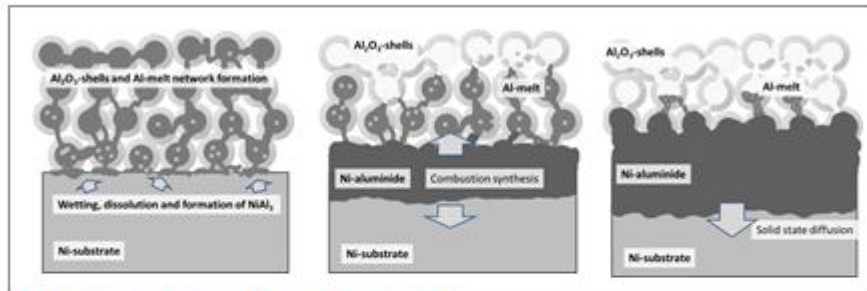 Al₂O₃-shells and Al-melt network formation
Wetting, dissolution and formation of NiAl₃
Ni-substrate
Al₂O₃-shells
Al-melt
Ni-aluminide
Combustion synthesis
Ni-substrate
Al₂O₃-shells
Al-melt
Ni-aluminide
Solid state diffusion
Ni-substrate